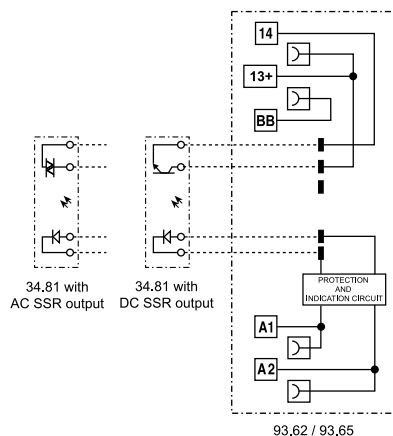 14
13+
BB
PROTECTION
AND
INDICATION CIRCUIT
34.81 with
AC SSR output
34.81 with
DC SSR output
A1
A2
93.62 / 93.65